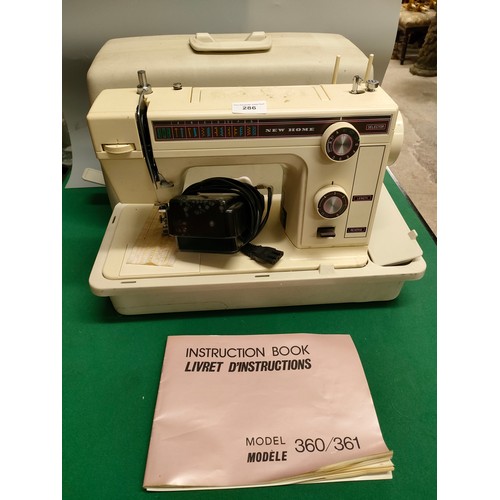 286
NEW HOME
INSTRUCTION BOOK
LIVRET D'INSTRUCTIONS
MODEL 360/361
MODÈLE